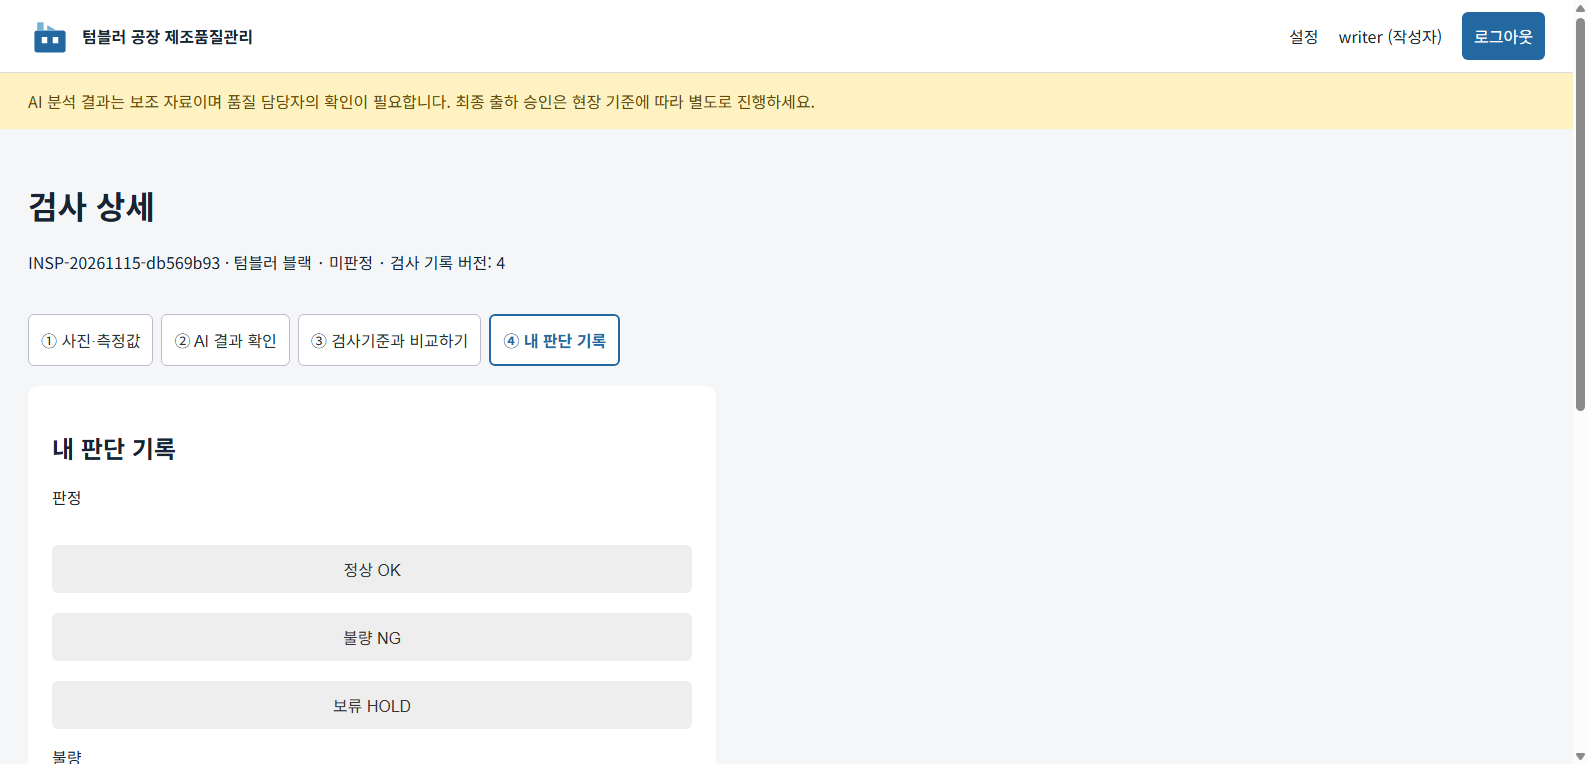 텀블러 공장 제조품질관리
설정 writer (작성자) 로그아웃
AI 분석 결과는 보조 자료이며 품질 담당자의 확인이 필요합니다. 최종 출하 승인은 현장 기준에 따라 별도로 진행하세요.
검사 상세
INSP-20261115-db569b93 · 텀블러 블랙 · 미판정 · 검사 기록 버전: 4
① 사진·측정값 ② AI 결과 확인 ③ 검사기준과 비교하기 ④ 내 판단 기록
내 판단 기록
판정
정상 OK
불량 NG
보류 HOLD
불량